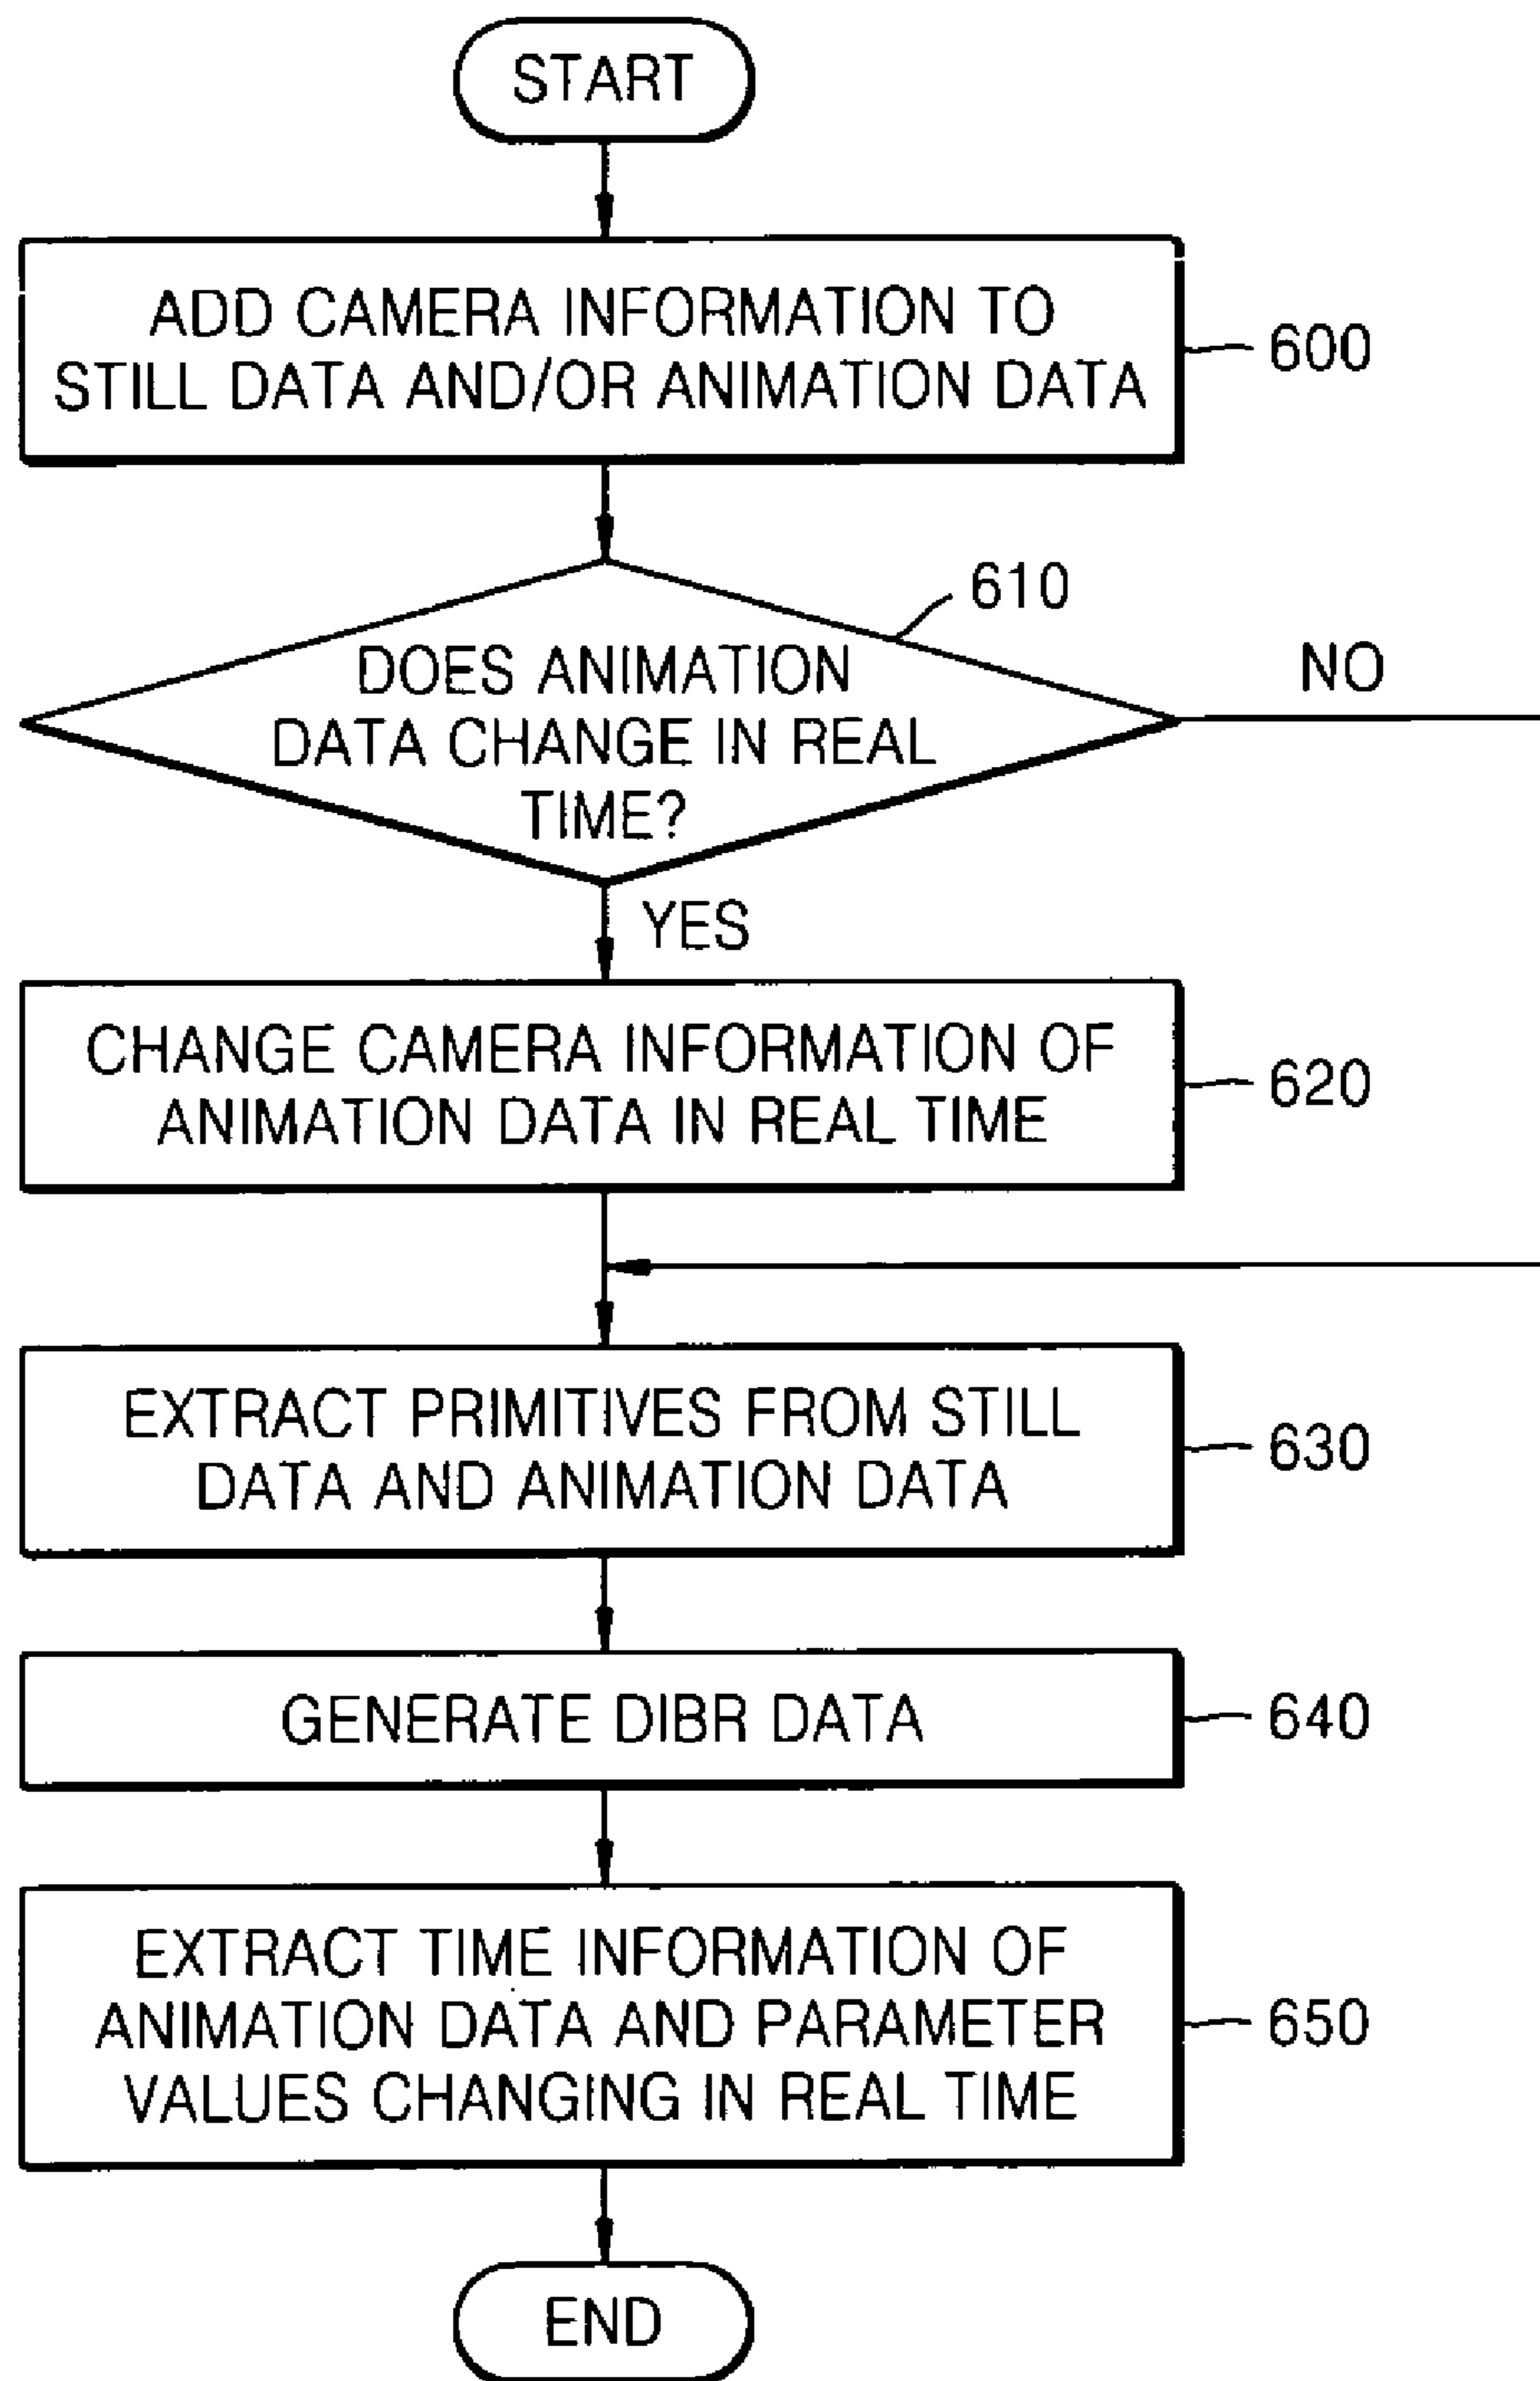 START
ADD CAMERA INFORMATION TO
STILL DATA AND/OR ANIMATION DATA
600
610
DOES ANIMATION
DATA CHANGE IN REAL
TIME?
NO
YES
CHANGE CAMERA INFORMATION OF
ANIMATION DATA IN REAL TIME
620
EXTRACT PRIMITIVES FROM STILL
DATA AND ANIMATION DATA
630
GENERATE DIBR DATA
640
EXTRACT TIME INFORMATION OF
ANIMATION DATA AND PARAMETER
VALUES CHANGING IN REAL TIME
650
END